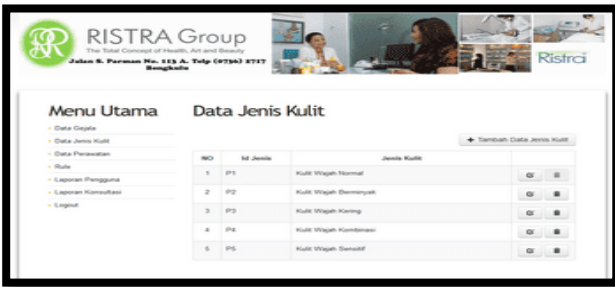 RISTRA Group
The Total Concept of Health, Art and Beauty
Jalan S. Parman No. 115 A. Telp (0736) 2717
Bengkulu
Ristra
Menu Utama
Data Gejala
Data Jenis Kulit
Data Perawatan
Rule
Laporan Pengguna
Laporan Konsultasi
Logout
Data Jenis Kulit
+ Tambah Data Jenis Kulit
NO Id Jenis Jenis Kulit
1 P1 Kulit Wajah Normal
2 P2 Kulit Wajah Berminyak
3 P3 Kulit Wajah Kering
4 P4 Kulit Wajah Kombinasi
5 P5 Kulit Wajah Sensitif